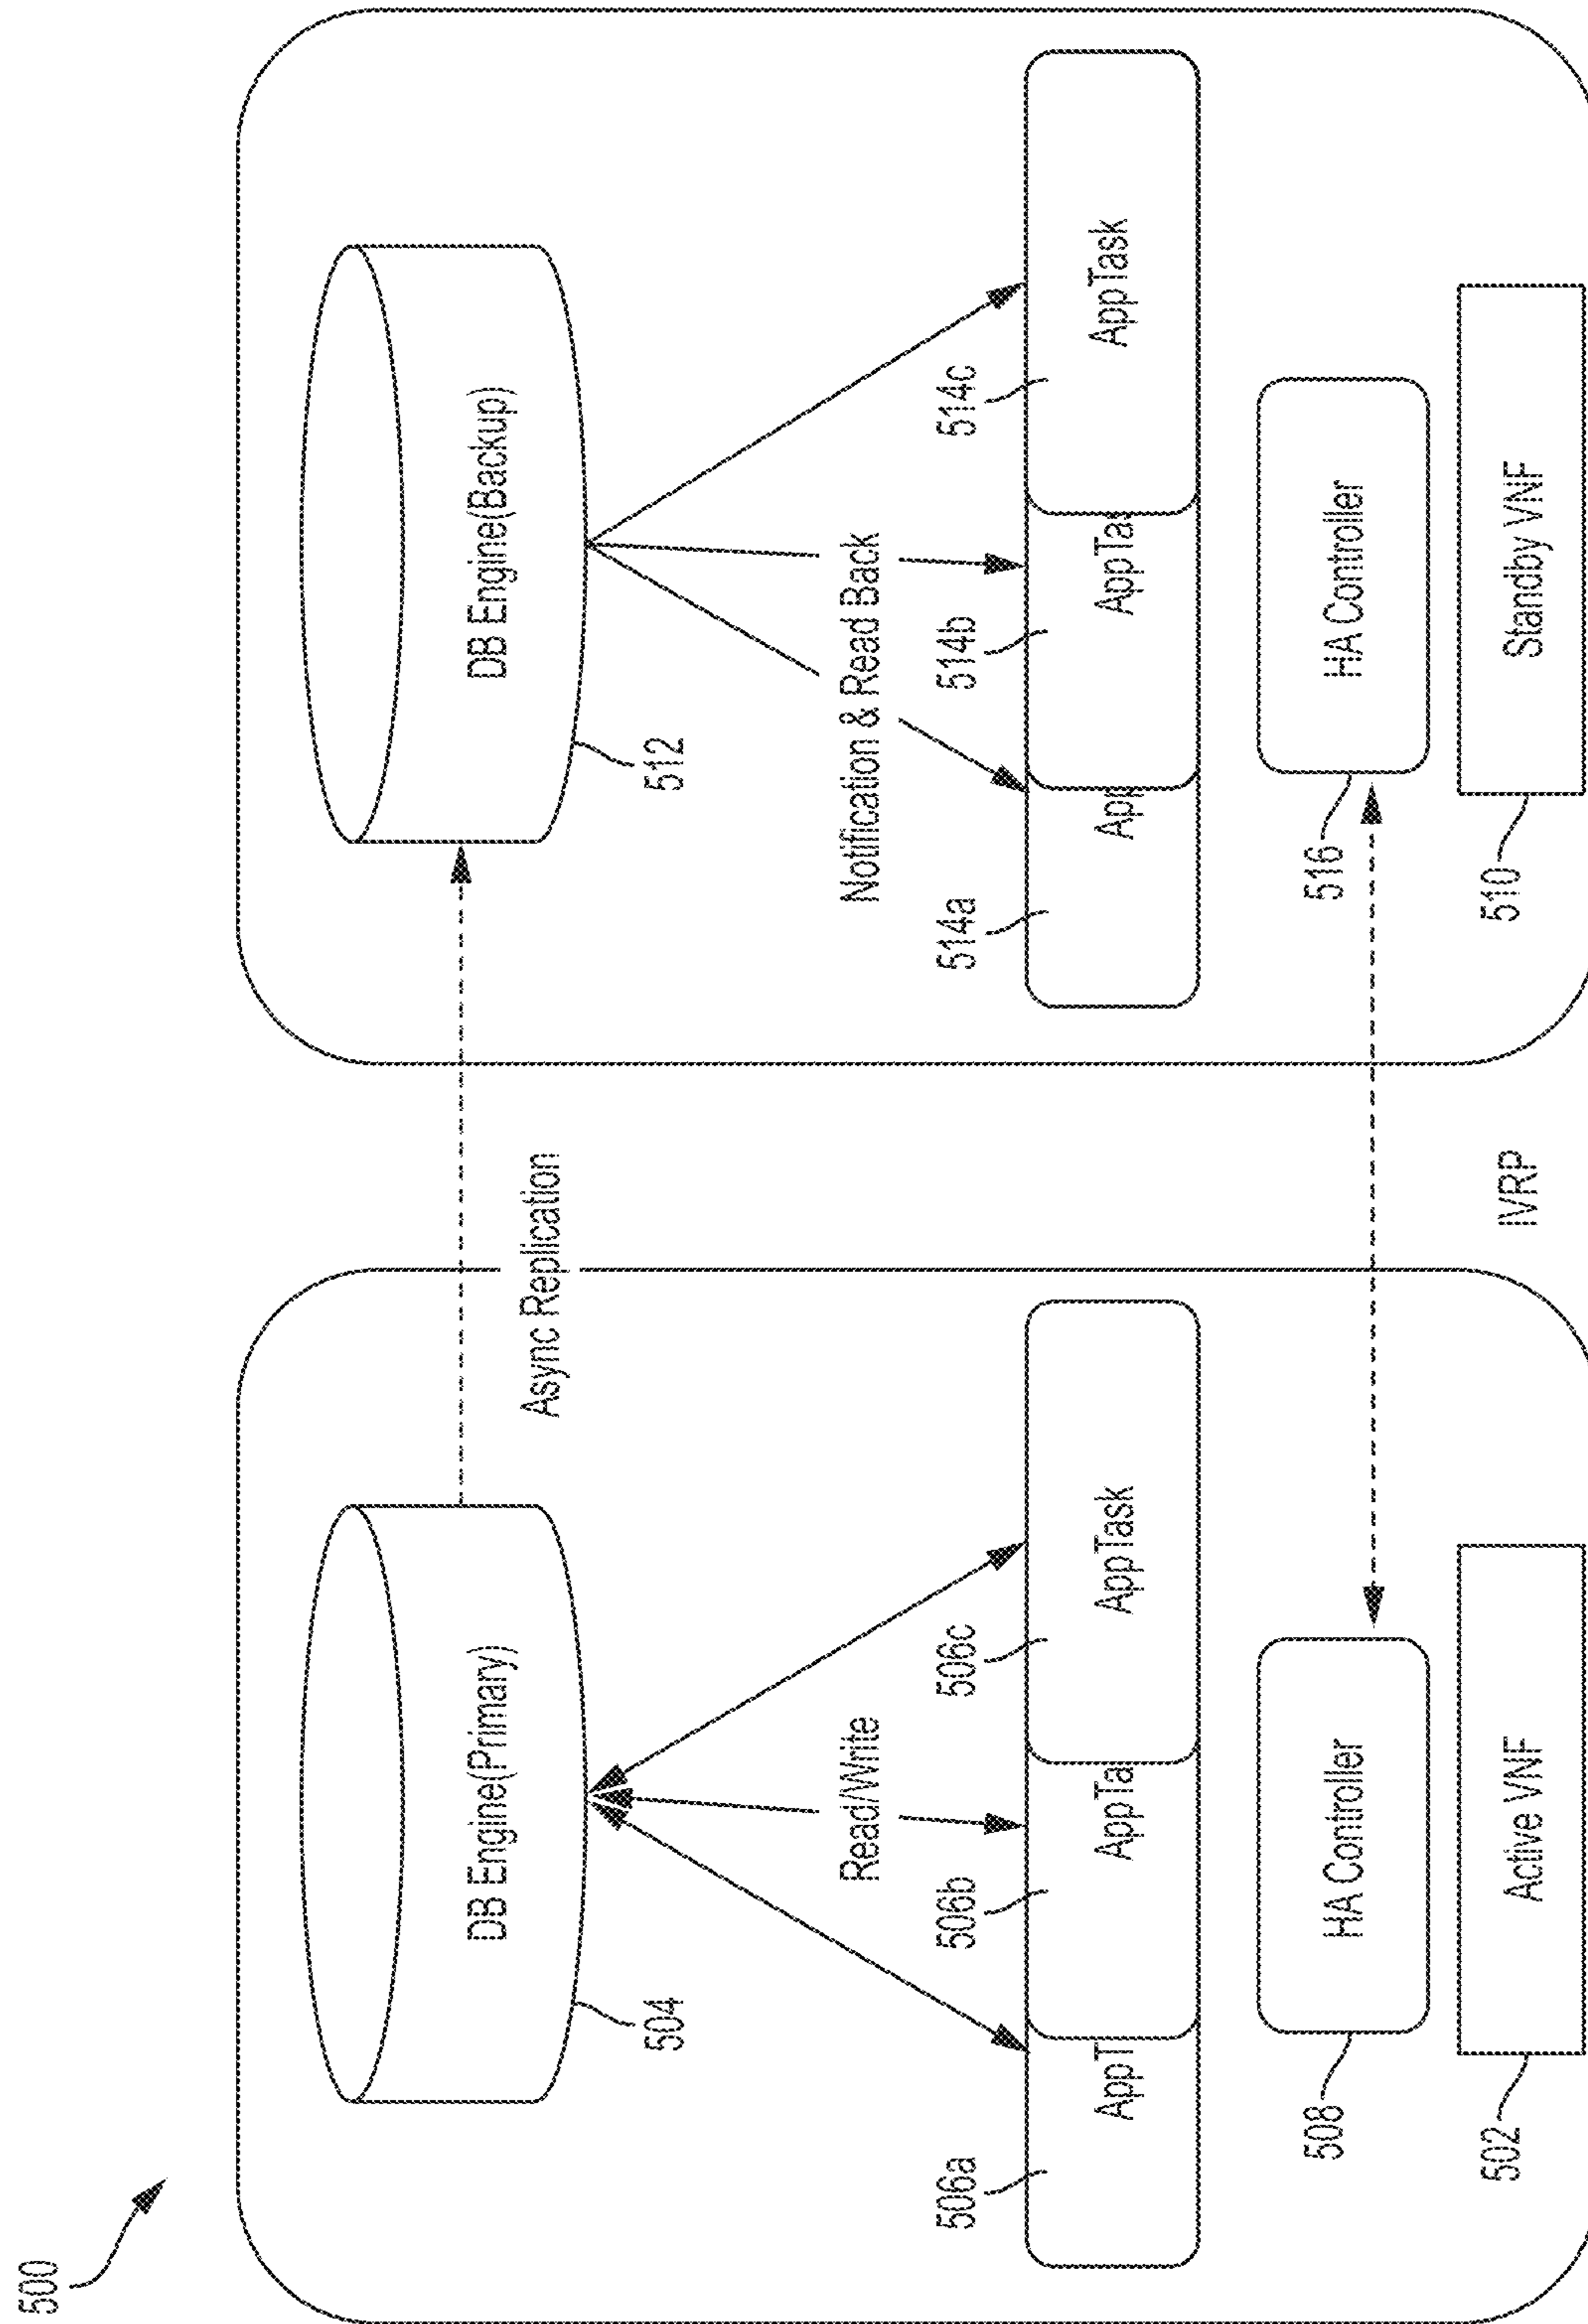 500
DB Engine(Primary)
504
Async Replication
DB Engine(Backup)
512
Read/Write
Notification & Read Back
506a
506b
506c
514a
514b
514c
AppT
AppTa
AppTask
App
AppTas
AppTask
508
HA Controller
516
HA Controller
502
Active VNF
IVRP
510
Standby VNF